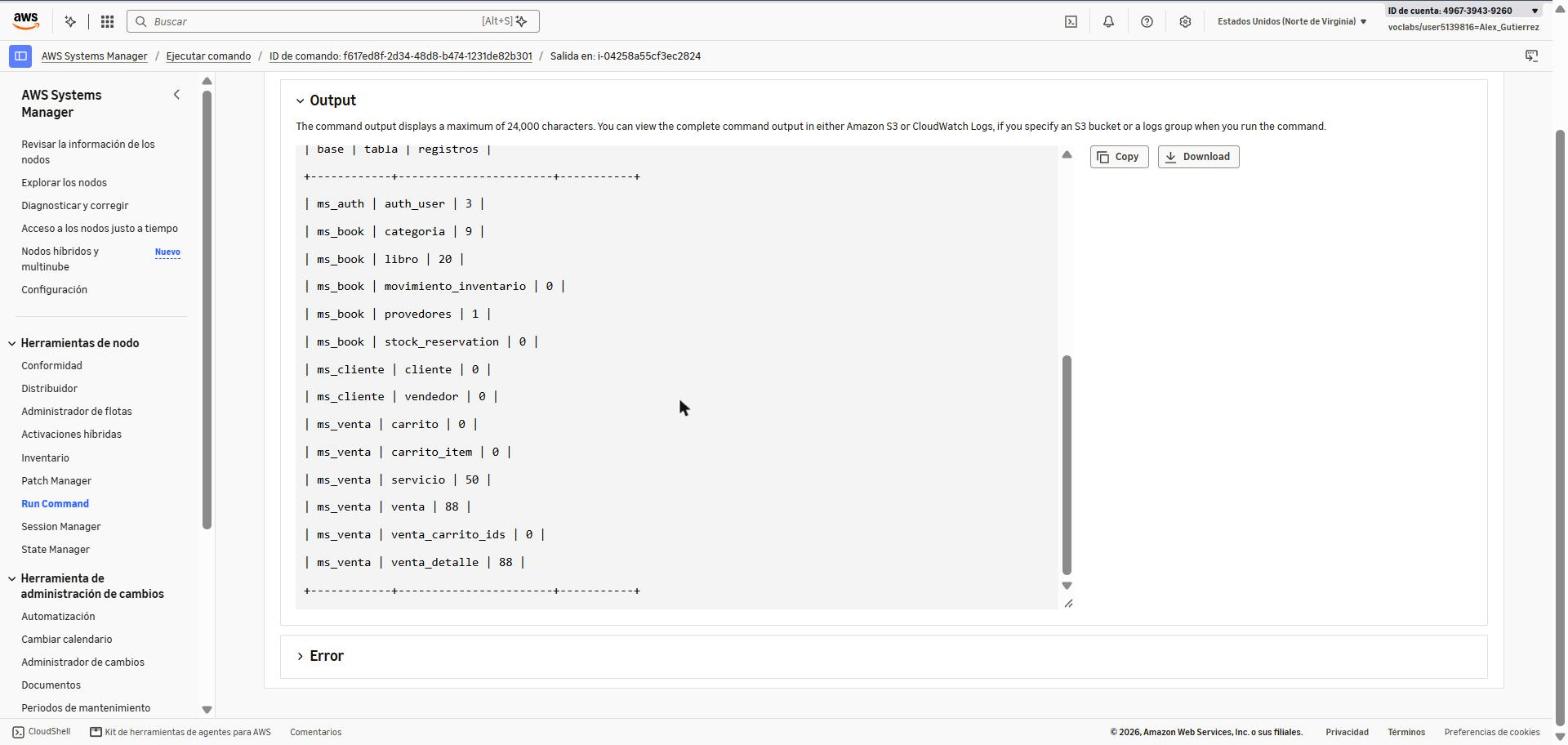 aws
Buscar
[Alt+S]
Estados Unidos (Norte de Virginia)
ID de cuenta: 4967-3943-9260
voclabs/user5139816=Alex_Gutierrez
AWS Systems Manager / Ejecutar comando / ID de comando: f617ed8f-2d34-48d8-b474-1231de82b301 / Salida en: i-04258a55cf3ec2824
AWS Systems
Manager
Revisar la información de los
nodos
Explorar los nodos
Diagnosticar y corregir
Acceso a los nodos justo a tiempo
Nodos híbridos y
multinube
Nuevo
Configuración
Herramientas de nodo
Conformidad
Distribuidor
Administrador de flotas
Activaciones híbridas
Inventario
Patch Manager
Run Command
Session Manager
State Manager
Herramienta de
administración de cambios
Automatización
Cambiar calendario
Administrador de cambios
Documentos
Periodos de mantenimiento
Output
The command output displays a maximum of 24,000 characters. You can view the complete command output in either Amazon S3 or CloudWatch Logs, if you specify an S3 bucket or a logs group when you run the command.
Copy
Download
| base | tabla | registros |
+-----------+----------------------+-----------+
| ms_auth | auth_user | 3 |
| ms_book | categoria | 9 |
| ms_book | libro | 20 |
| ms_book | movimiento_inventario | 0 |
| ms_book | provedores | 1 |
| ms_book | stock_reservation | 0 |
| ms_cliente | cliente | 0 |
| ms_cliente | vendedor | 0 |
| ms_venta | carrito | 0 |
| ms_venta | carrito_item | 0 |
| ms_venta | servicio | 50 |
| ms_venta | venta | 88 |
| ms_venta | venta_carrito_ids | 0 |
| ms_venta | venta_detalle | 88 |
+-----------+----------------------+-----------+
Error
CloudShell
Kit de herramientas de agentes para AWS
Comentarios
© 2026, Amazon Web Services, Inc. o sus filiales.
Privacidad
Términos
Preferencias de cookies